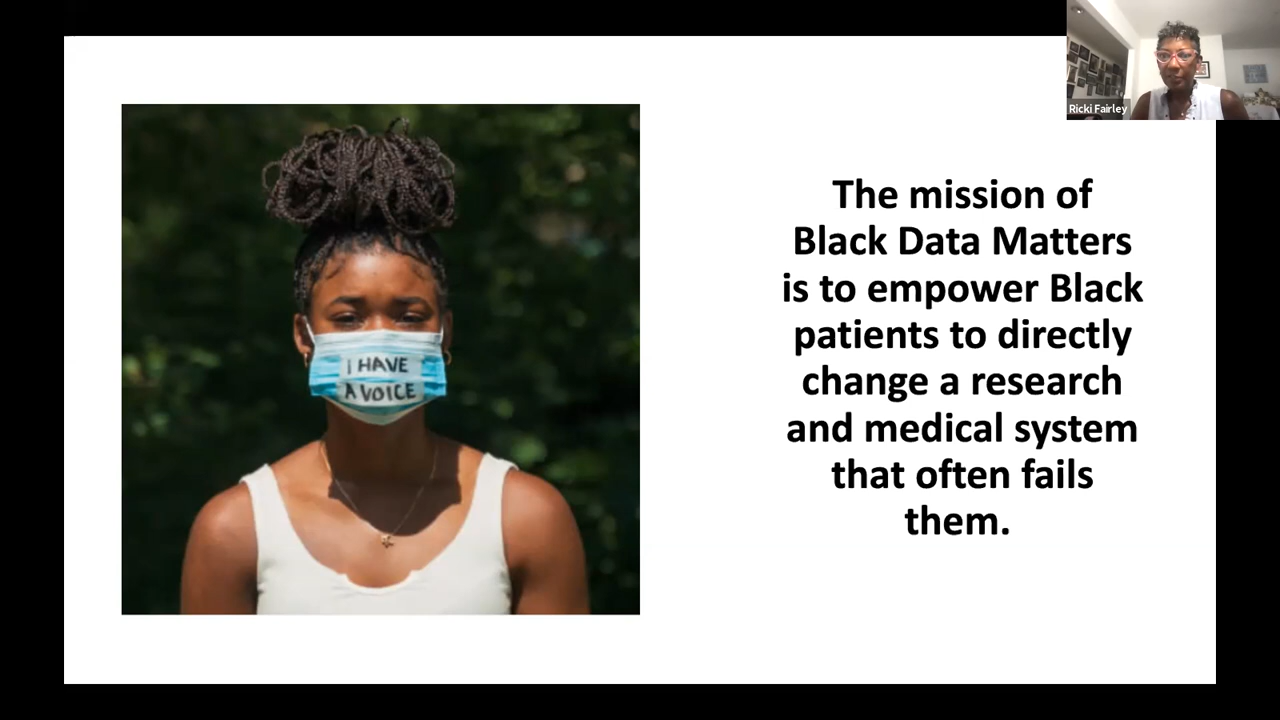 Ricki Fairley
I HAVE
A VOICE
The mission of
Black Data Matters
is to empower Black
patients to directly
change a research
and medical system
that often fails
them.